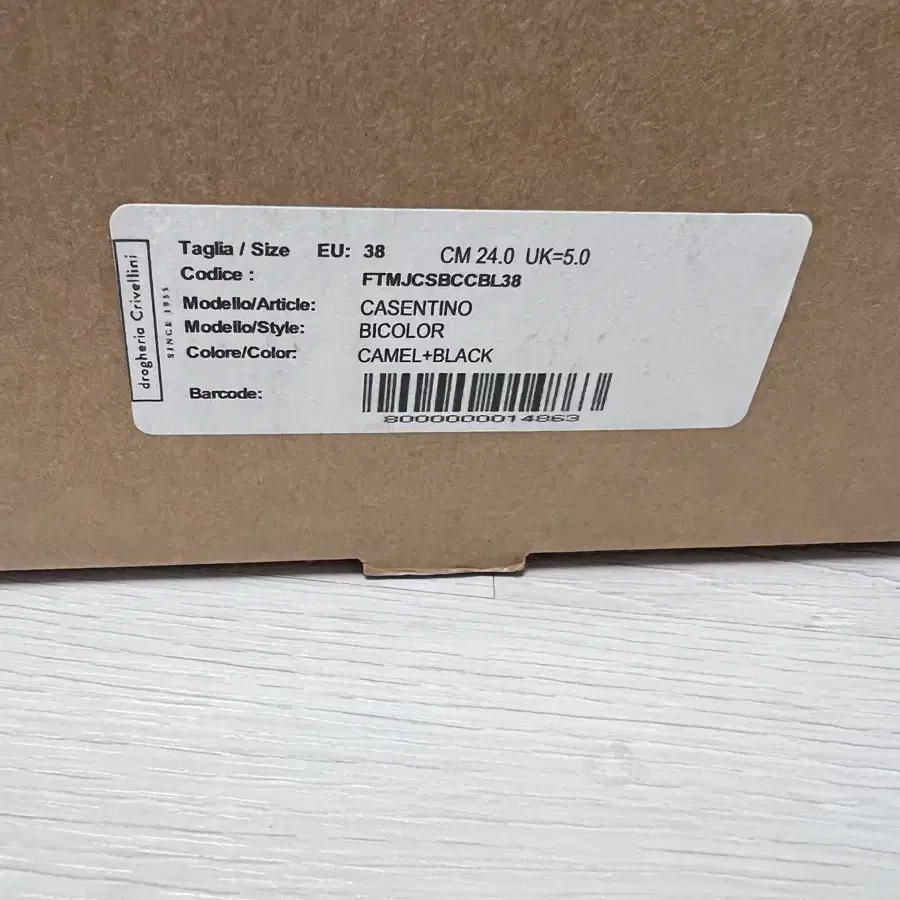 drogheria Crivellini
SINCE 1955
Taglia / Size EU: 38 CM 24.0 UK=5.0
Codice : FTMJCSBCCBL38
Modello/Article: CASENTINO
Modello/Style: BICOLOR
Colore/Color: CAMEL+BLACK
Barcode:
8000000014863